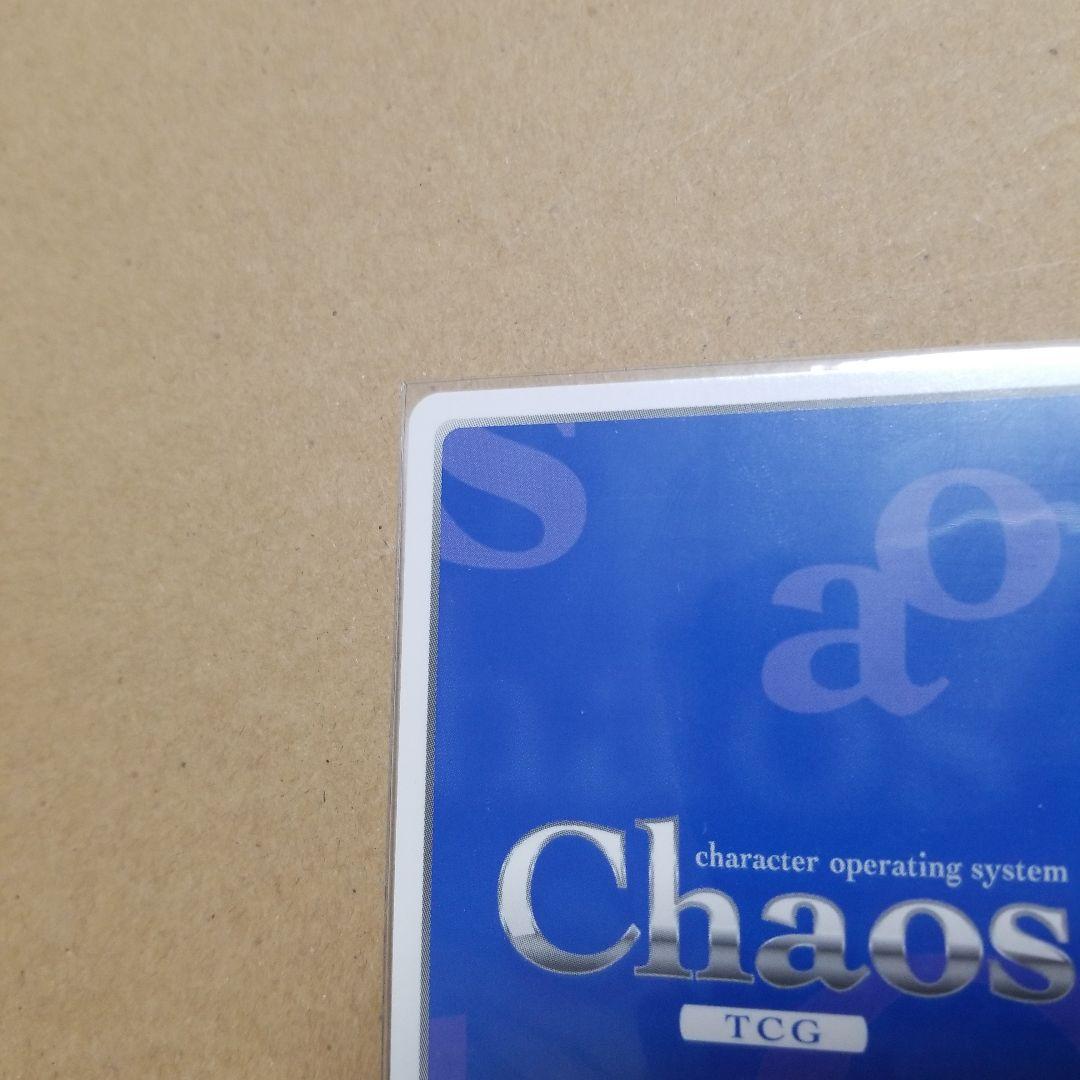 s
o
a
character operating system
Chaos
TCG